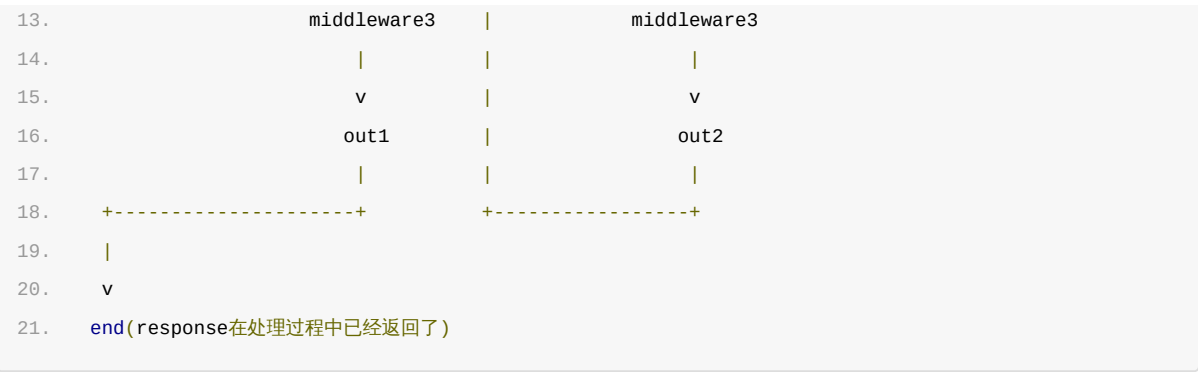 13.                      middleware3    |            middleware3
14.                          |          |                 |
15.                          v          |                 v
16.                         out1        |                out2
17.                          |          |                 |
18.    +---------------------+          +-----------------+
19.    |
20.    v
21.   end(response在处理过程中已经返回了)